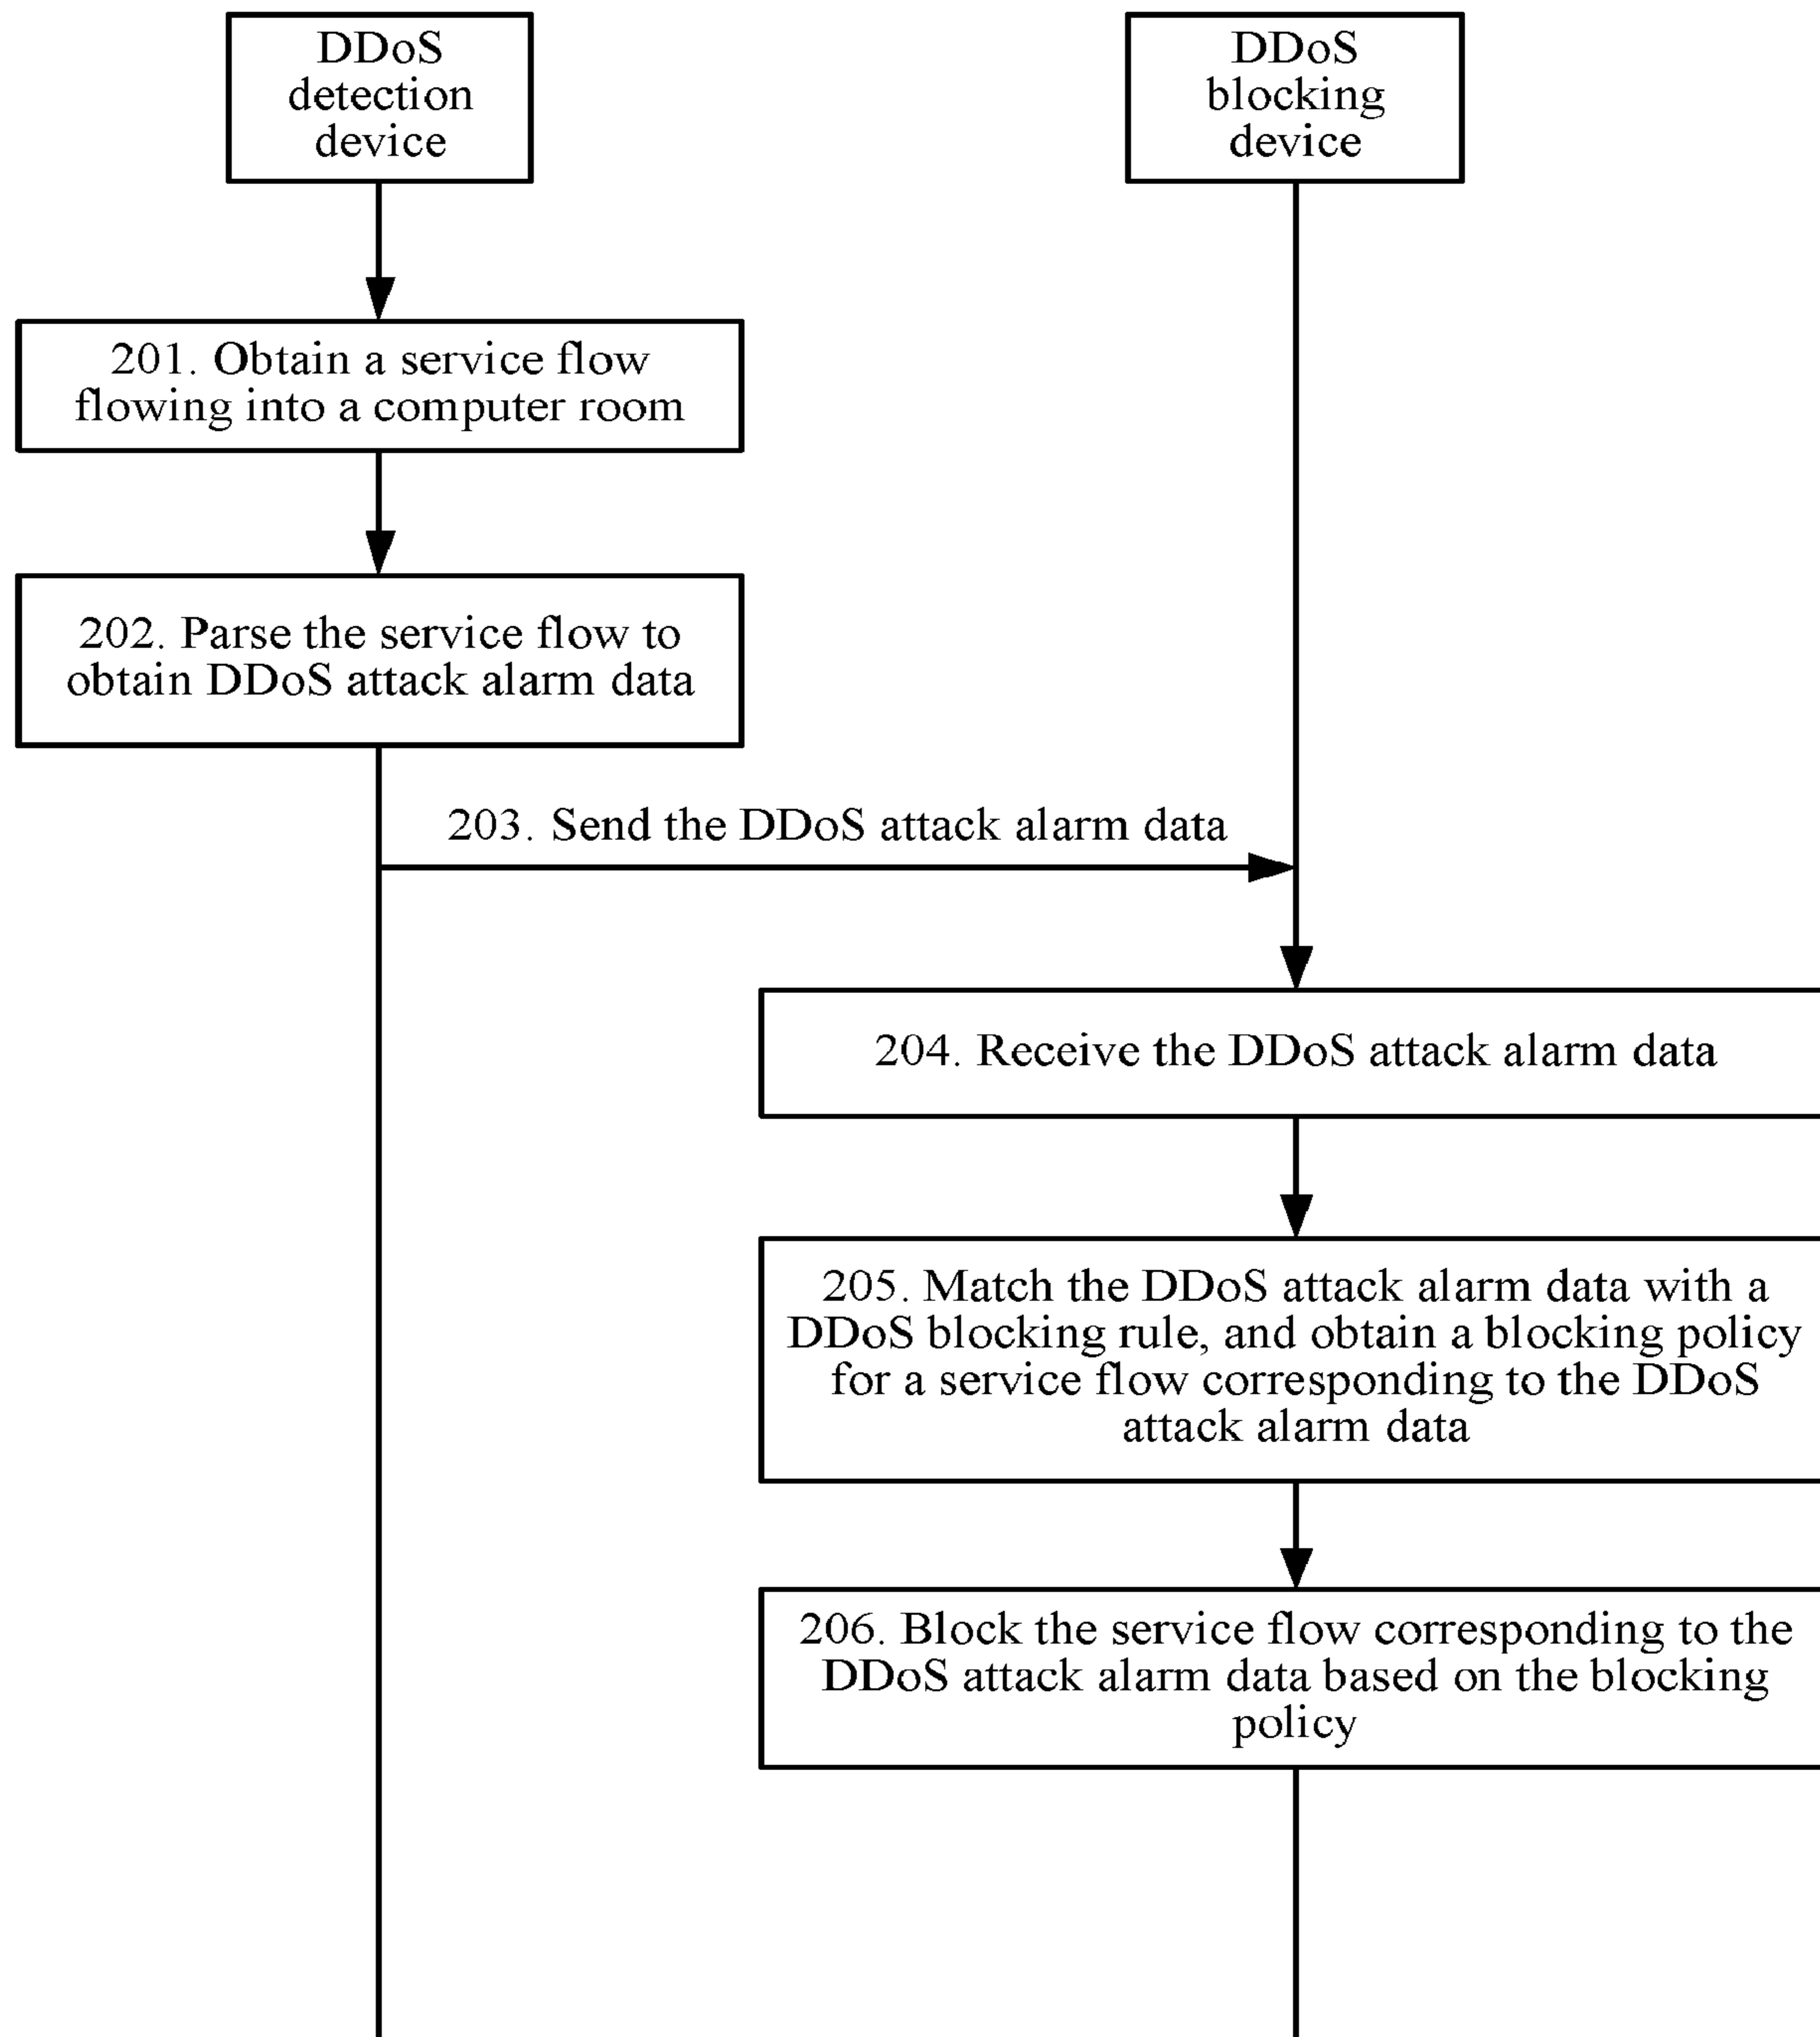 DDoS
detection
device
DDoS
blocking
device
201. Obtain a service flow
flowing into a computer room
202. Parse the service flow to
obtain DDoS attack alarm data
203. Send the DDoS attack alarm data
204. Receive the DDoS attack alarm data
205. Match the DDoS attack alarm data with a
DDoS blocking rule, and obtain a blocking policy
for a service flow corresponding to the DDoS
attack alarm data
206. Block the service flow corresponding to the
DDoS attack alarm data based on the blocking
policy